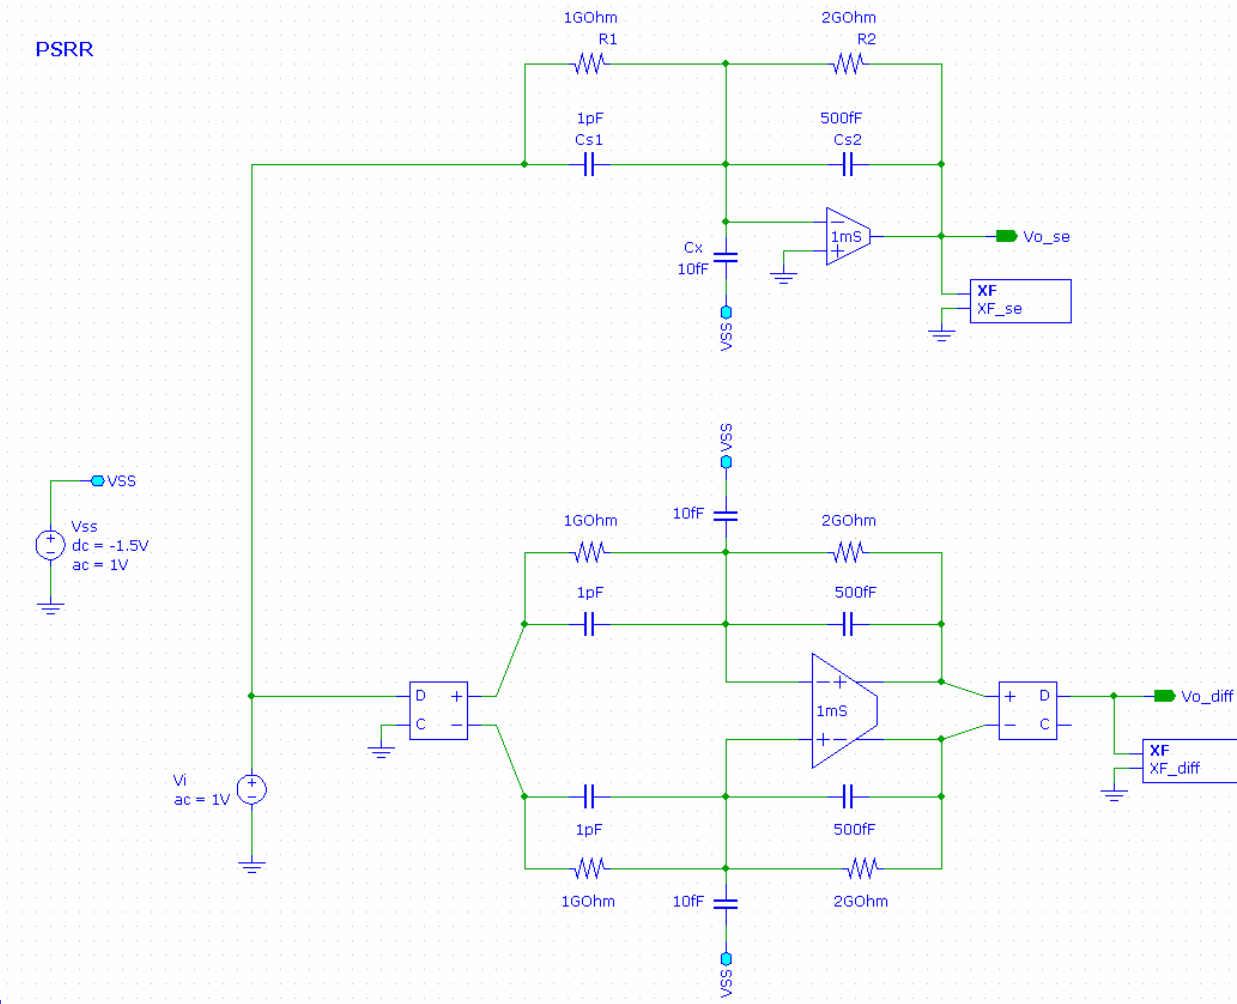 1GOhm
R1
2GOhm
R2
PSRR
1pF
Cs1
500fF
Cs2
−
1mS
+
Vo_se
Cx
10fF
XF
XF_se
VSS
VSS
VSS
Vss
dc = -1.5V
ac = 1V
+
−
1GOhm
10fF
2GOhm
1pF
500fF
D +
C −
−+
1mS
+−
+ D
− C
Vo_diff
XF
XF_diff
Vi
ac = 1V
+
−
1pF
500fF
1GOhm
10fF
2GOhm
VSS